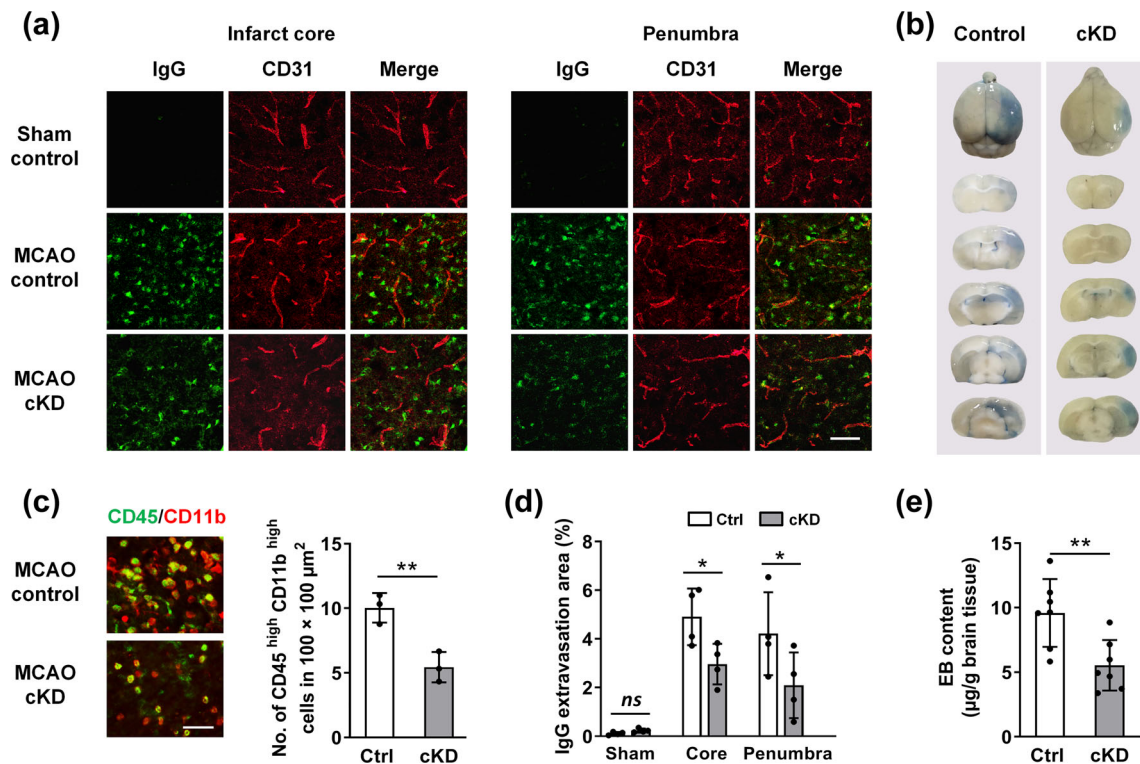 (a)
Infarct core
Penumbra
IgG CD31 Merge
IgG CD31 Merge
Sham
control
MCAO
control
MCAO
cKD
(b)
Control cKD
(c)
CD45/CD11b
MCAO
control
MCAO
cKD
No. of CD45 high CD11b high
cells in 100 × 100 µm2
15
10
5
0
**
Ctrl cKD
(d)
Ctrl cKD
IgG extravasation area (%)
8
6
4
2
0
ns
*
*
Sham Core Penumbra
(e)
EB content
(µg/g brain tissue)
15
10
5
0
**
Ctrl cKD